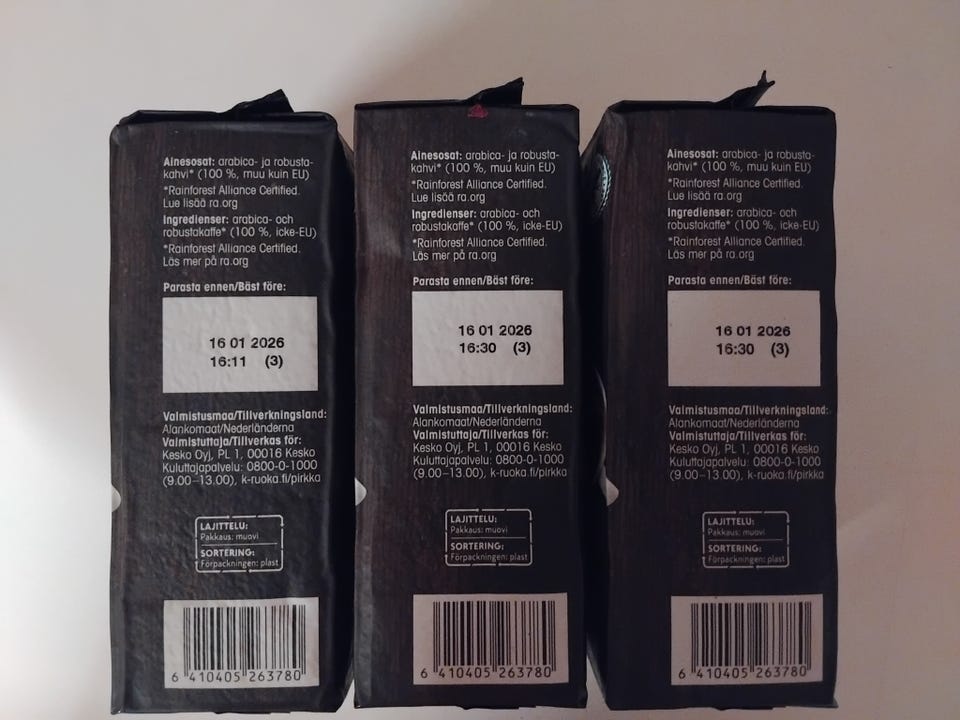 Ainesosat: arabica- ja robusta-
kahvi* (100 %, muu kuin EU)
*Rainforest Alliance Certified.
Lue lisää ra.org
Ingredienser: arabica- och
robustakaffe* (100 %, icke-EU)
*Rainforest Alliance Certified.
Läs mer på ra.org
Parasta ennen/Bäst före:
16 01 2026
16:11 (3)
Valmistusmaa/Tillverkningsland:
Alankomaat/Nederländerna
Valmistuttaja/Tillverkas för:
Kesko Oyj, PL 1, 00016 Kesko
Kuluttajapalvelu: 0800-0-1000
(9.00–13.00), k-ruoka.fi/pirkka
LAJITTELU:
Pakkaus: muovi
SORTERING:
Förpackningen: plast
6 410405 263780
Ainesosat: arabica- ja robusta-
kahvi* (100 %, muu kuin EU)
*Rainforest Alliance Certified.
Lue lisää ra.org
Ingredienser: arabica- och
robustakaffe* (100 %, icke-EU)
*Rainforest Alliance Certified.
Läs mer på ra.org
Parasta ennen/Bäst före:
16 01 2026
16:30 (3)
Valmistusmaa/Tillverkningsland:
Alankomaat/Nederländerna
Valmistuttaja/Tillverkas för:
Kesko Oyj, PL 1, 00016 Kesko
Kuluttajapalvelu: 0800-0-1000
(9.00–13.00), k-ruoka.fi/pirkka
LAJITTELU:
Pakkaus: muovi
SORTERING:
Förpackningen: plast
6 410405 263780
Ainesosat: arabica- ja robusta-
kahvi* (100 %, muu kuin EU)
*Rainforest Alliance Certified.
Lue lisää ra.org
Ingredienser: arabica- och
robustakaffe* (100 %, icke-EU)
*Rainforest Alliance Certified.
Läs mer på ra.org
Parasta ennen/Bäst före:
16 01 2026
16:30 (3)
Valmistusmaa/Tillverkningsland:
Alankomaat/Nederländerna
Valmistuttaja/Tillverkas för:
Kesko Oyj, PL 1, 00016 Kesko
Kuluttajapalvelu: 0800-0-1000
(9.00–13.00), k-ruoka.fi/pirkka
LAJITTELU:
Pakkaus: muovi
SORTERING:
Förpackningen: plast
6 410405 263780